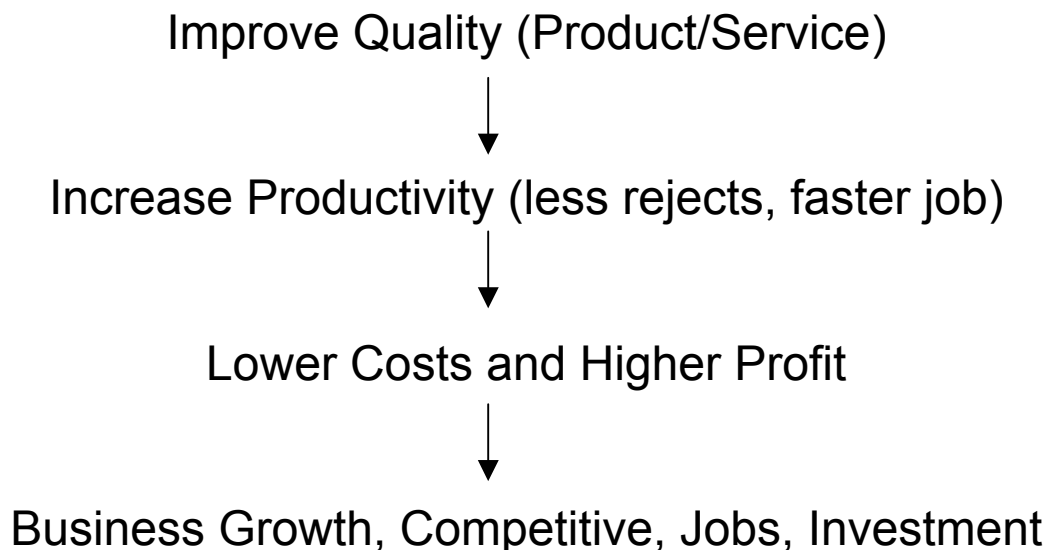 Improve Quality (Product/Service)
Increase Productivity (less rejects, faster job)
Lower Costs and Higher Profit
Business Growth, Competitive, Jobs, Investment